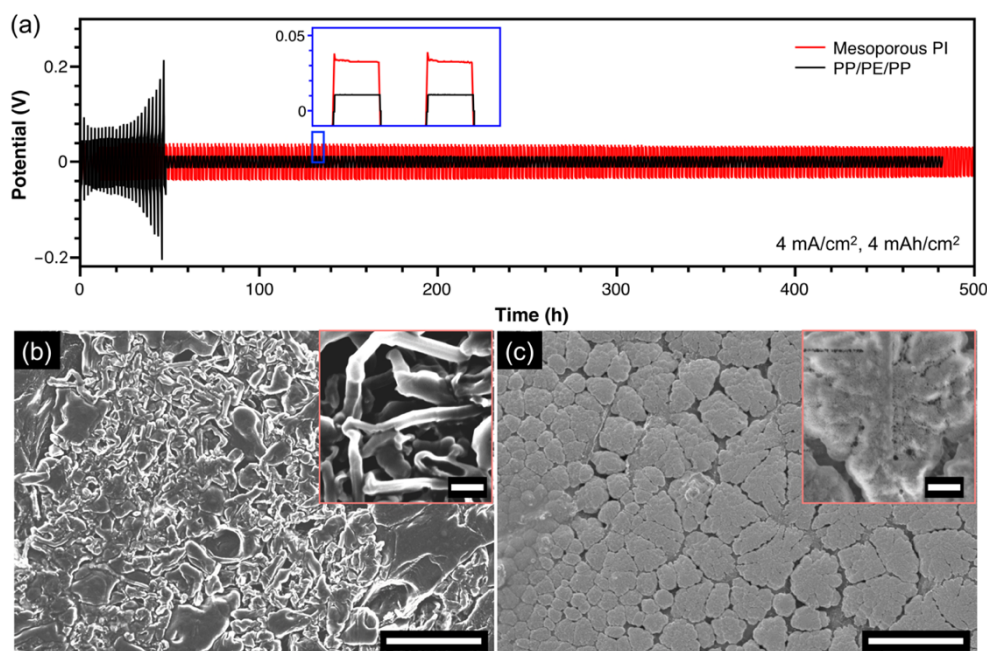 (a)
0.2
0
−0.2
Potential (V)
0.05
0
Mesoporous PI
PP/PE/PP
4 mA/cm², 4 mAh/cm²
0
100
200
300
400
500
Time (h)
(b)
(c)